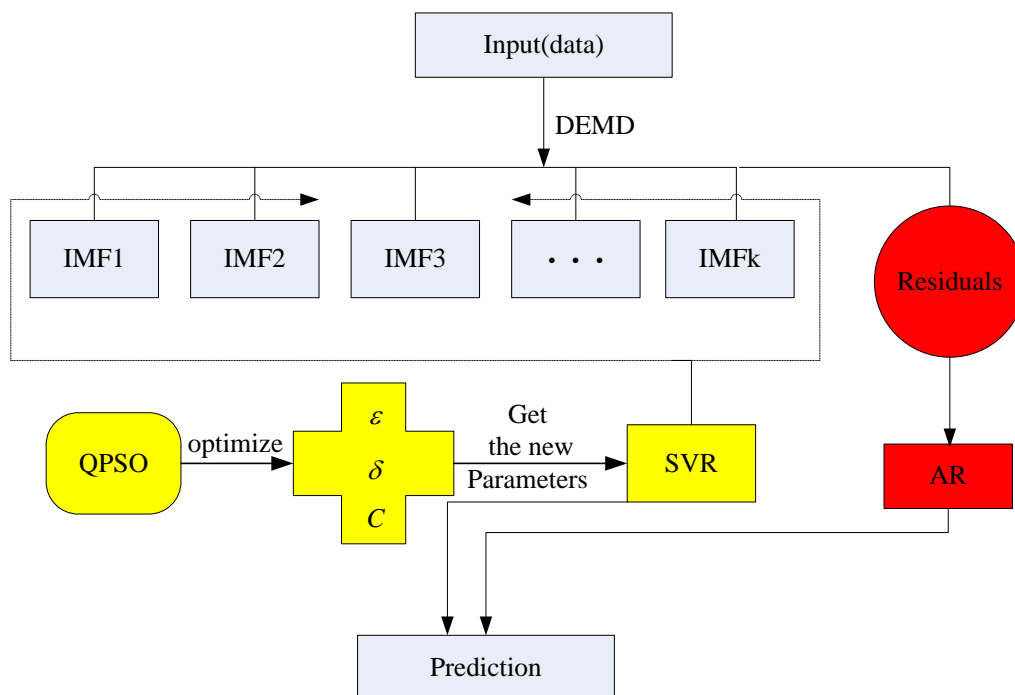 Input(data)
DEMD
IMF1
IMF2
IMF3
· · ·
IMFk
Residuals
QPSO
optimize
ε
δ
C
Get
the new
Parameters
SVR
AR
Prediction